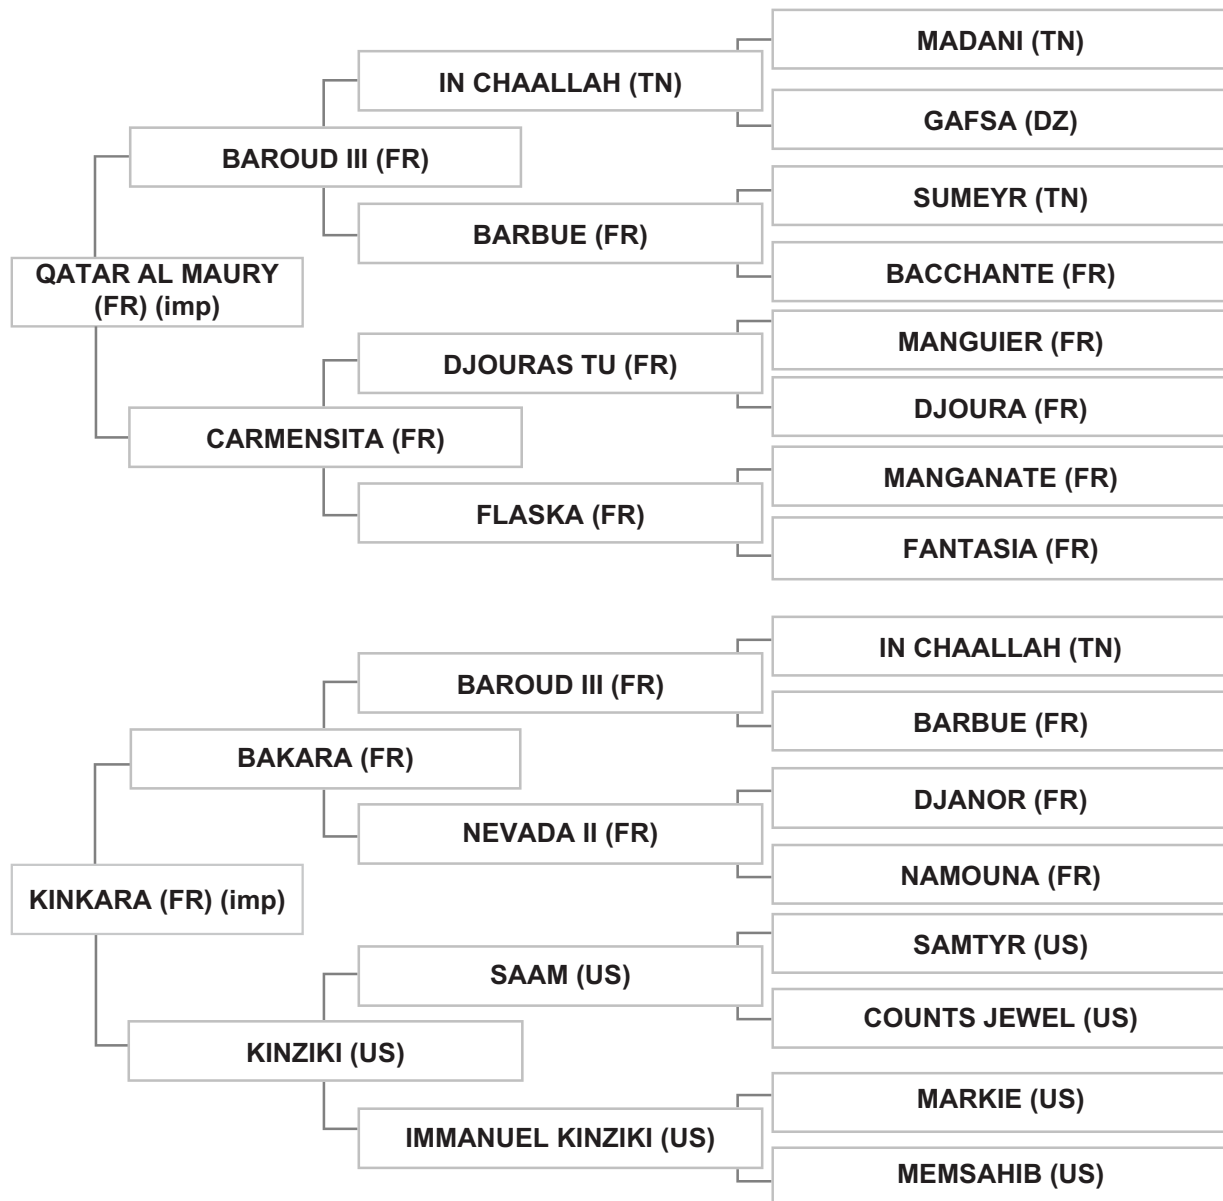 MADANI (TN)
IN CHAALLAH (TN)
GAFSA (DZ)
BAROUD III (FR)
SUMEYR (TN)
BARBUE (FR)
BACCHANTE (FR)
QATAR AL MAURY
(FR) (imp)
MANGUIER (FR)
DJOURAS TU (FR)
DJOURA (FR)
CARMENSITA (FR)
MANGANATE (FR)
FLASKA (FR)
FANTASIA (FR)
IN CHAALLAH (TN)
BAROUD III (FR)
BARBUE (FR)
BAKARA (FR)
DJANOR (FR)
NEVADA II (FR)
NAMOUNA (FR)
KINKARA (FR) (imp)
SAMTYR (US)
SAAM (US)
COUNTS JEWEL (US)
KINZIKI (US)
MARKIE (US)
IMMANUEL KINZIKI (US)
MEMSAHIB (US)